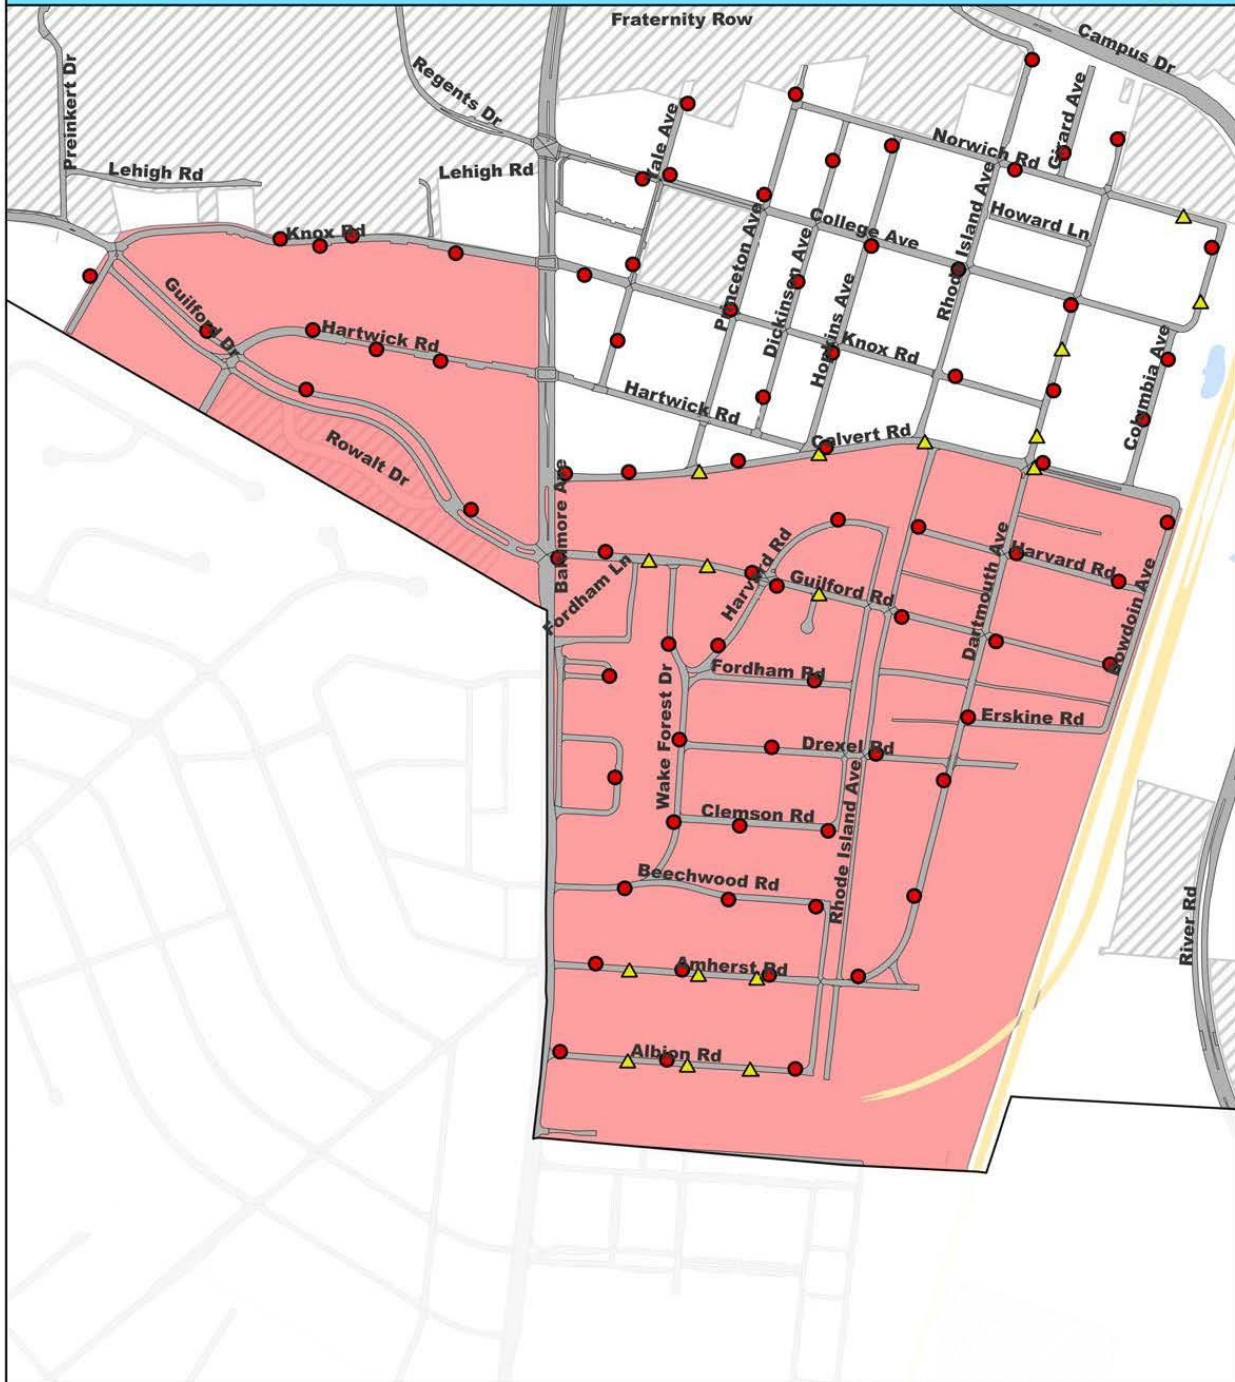 Fraternity Row
Campus Dr
Preinkert Dr
Regents Dr
Yale Ave
Girard Ave
Norwich Rd
Lehigh Rd
Lehigh Rd
Howard Ln
College Ave
Rhode Island Ave
Knox Rd
Princeton Ave
Dickinson Ave
Hopkins Ave
Guilford Dr
Hartwick Rd
Knox Rd
Columbia Ave
Hartwick Rd
Calvert Rd
Rowalt Dr
Baltimore Ave
Harvard Rd
Harvard Rd
Dartmouth Ave
Fordham Ln
Guilford Rd
Bowdoin Ave
Fordham Rd
Wake Forest Dr
Erskine Rd
Drexel Rd
Rhode Island Ave
Clemson Rd
Beechwood Rd
River Rd
Amherst Rd
Albion Rd